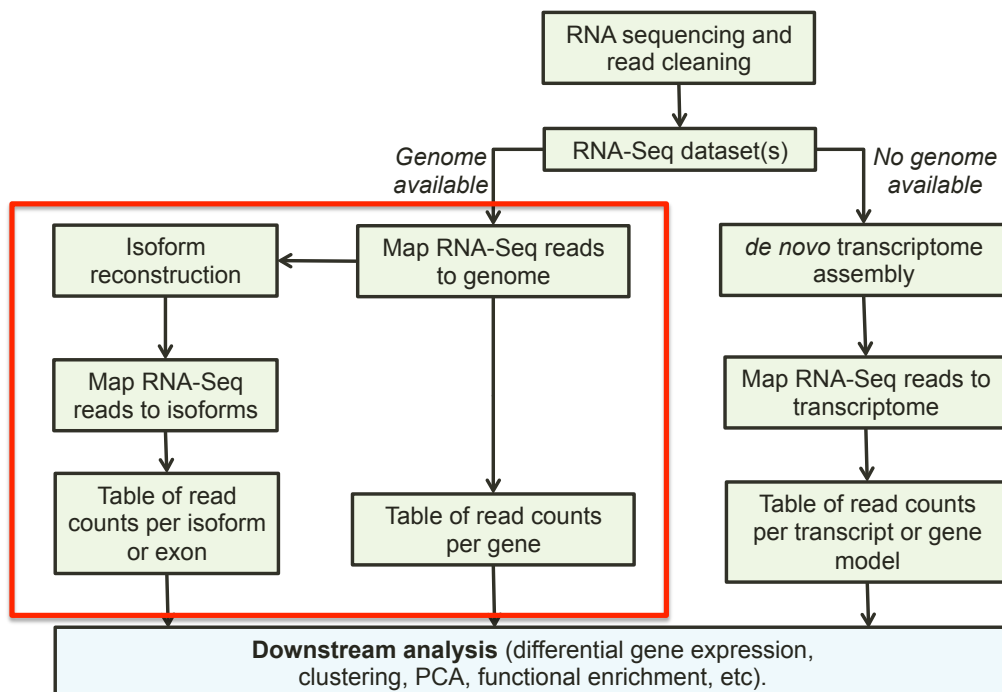 RNA sequencing and
read cleaning
RNA-Seq dataset(s)
Genome
available
No genome
available
Isoform
reconstruction
Map RNA-Seq reads
to genome
de novo transcriptome
assembly
Map RNA-Seq
reads to isoforms
Map RNA-Seq reads to
transcriptome
Table of read
counts per isoform
or exon
Table of read counts
per gene
Table of read counts
per transcript or gene
model
Downstream analysis (differential gene expression,
clustering, PCA, functional enrichment, etc).